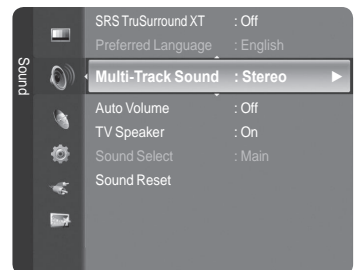 Sound
SRS TruSurround XT : Off
Preferred Language : English
Multi-Track Sound : Stereo ►
Auto Volume : Off
TV Speaker : On
Sound Select : Main
Sound Reset